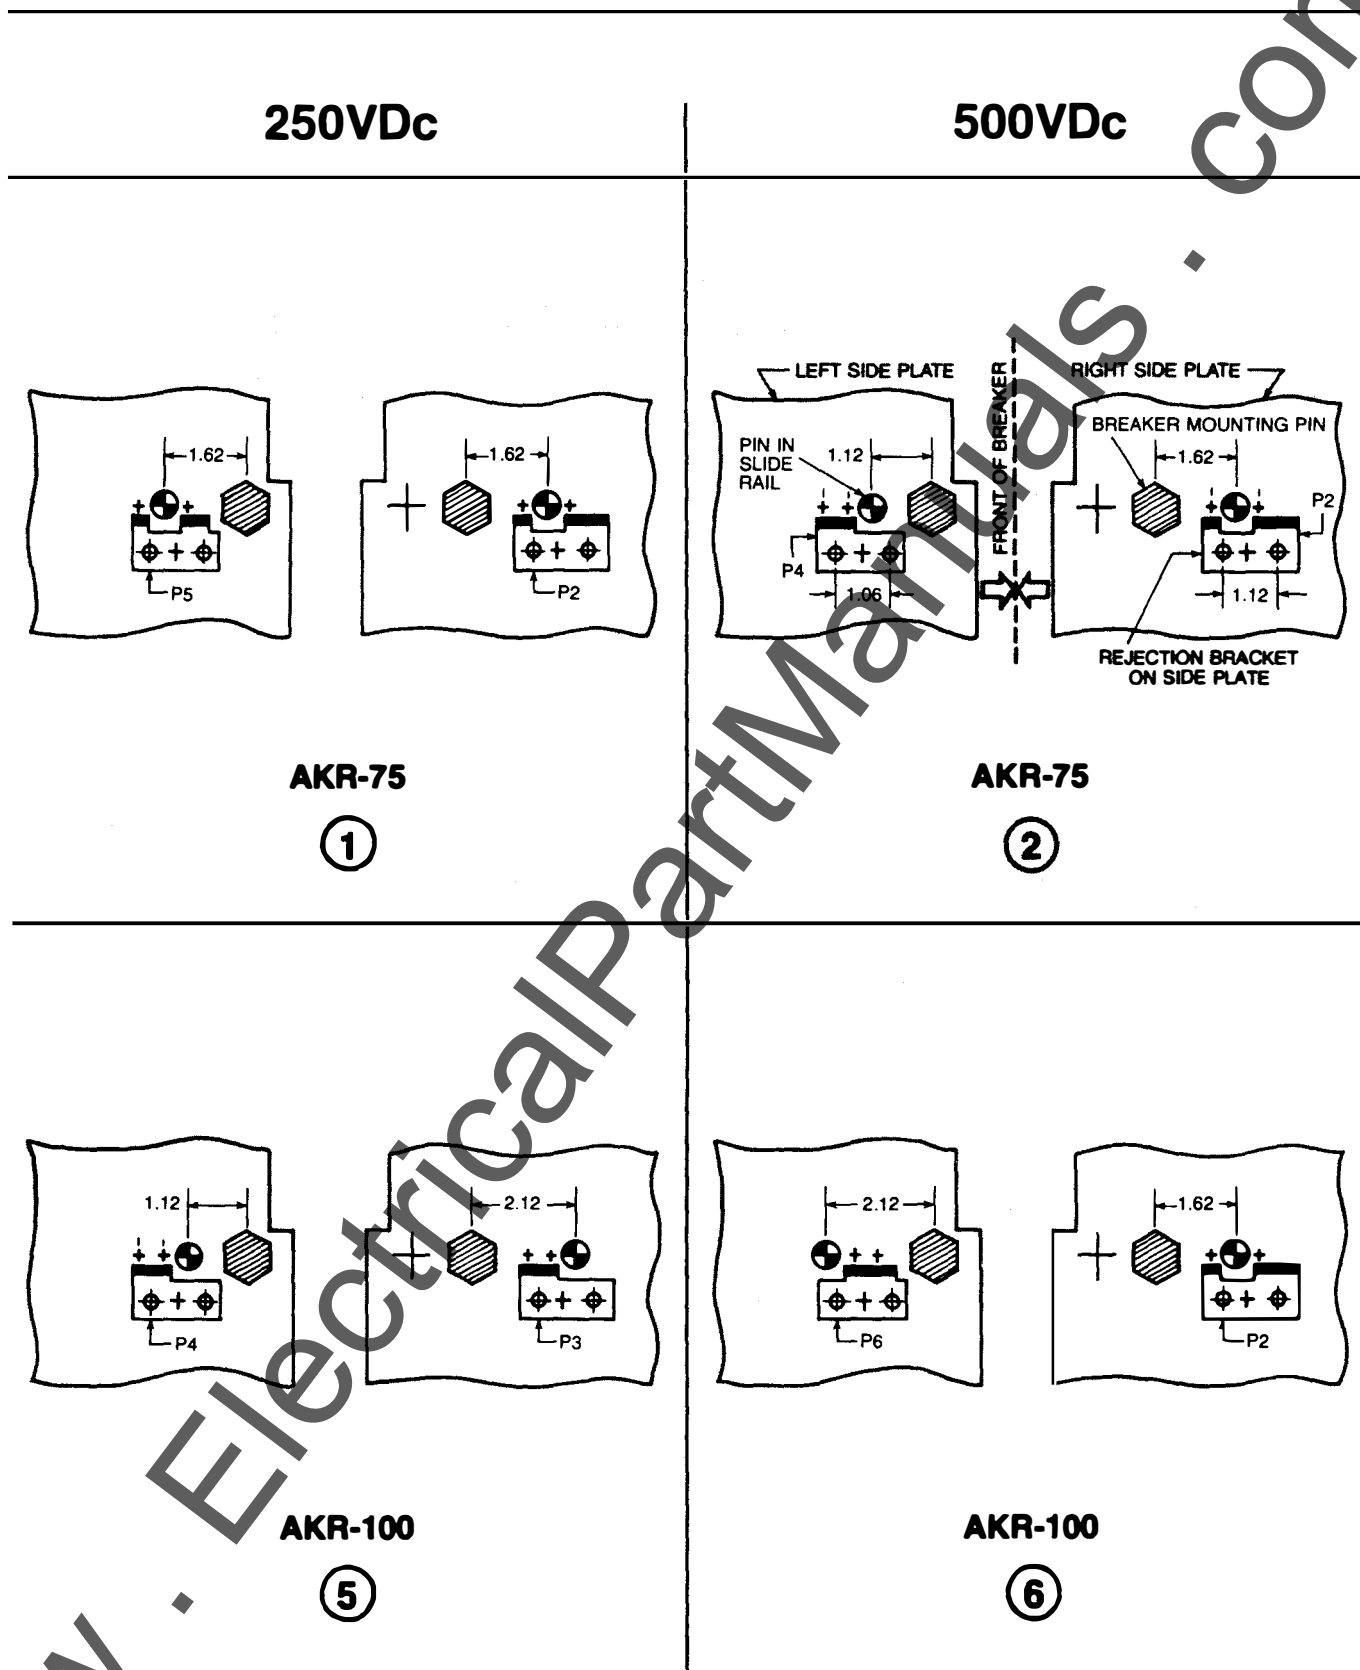 250VDc
500VDc
1.62
1.62
P5
P2
AKR-75
1
LEFT SIDE PLATE
RIGHT SIDE PLATE
FRONT OF BREAKER
PIN IN
SLIDE
RAIL
1.12
BREAKER MOUNTING PIN
1.62
P2
P4
1.06
1.12
REJECTION BRACKET
ON SIDE PLATE
AKR-75
2
1.12
2.12
P4
P3
AKR-100
5
2.12
1.62
P6
P2
AKR-100
6
. ElectricalPartManuals . com